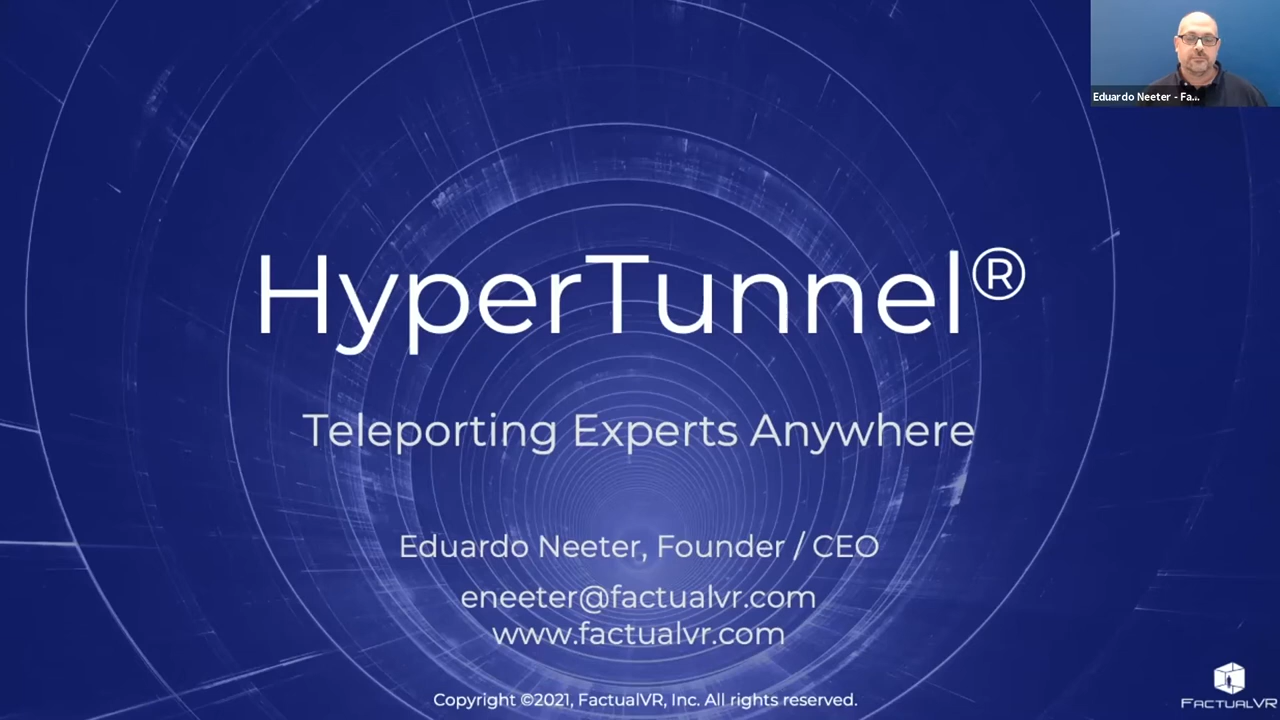 Eduardo Neeter - Fa...
HyperTunnel®
Teleporting Experts Anywhere
Eduardo Neeter, Founder / CEO
eneeter@factualvr.com
www.factualvr.com
Copyright ©2021, FactualVR, Inc. All rights reserved.
FACTUALVR